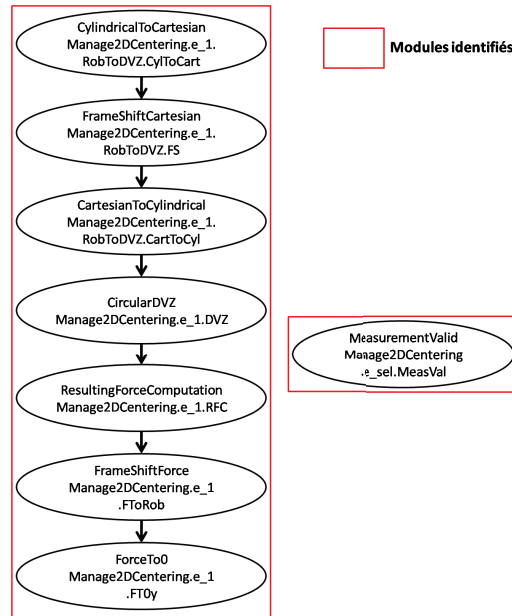 CylindricalToCartesian
Manage2DCentering.e_1.
RobToDVZ.CylToCart
FrameShiftCartesian
Manage2DCentering.e_1.
RobToDVZ.FS
CartesianToCylindrical
Manage2DCentering.e_1.
RobToDVZ.CartToCyl
CircularDVZ
Manage2DCentering.e_1.DVZ
ResultingForceComputation
Manage2DCentering.e_1.RFC
FrameShiftForce
Manage2DCentering.e_1
.FToRob
ForceTo0
Manage2DCentering.e_1
.FT0y
Modules identifiés
MeasurementValid
Manage2DCentering
.e_sel.MeasVal